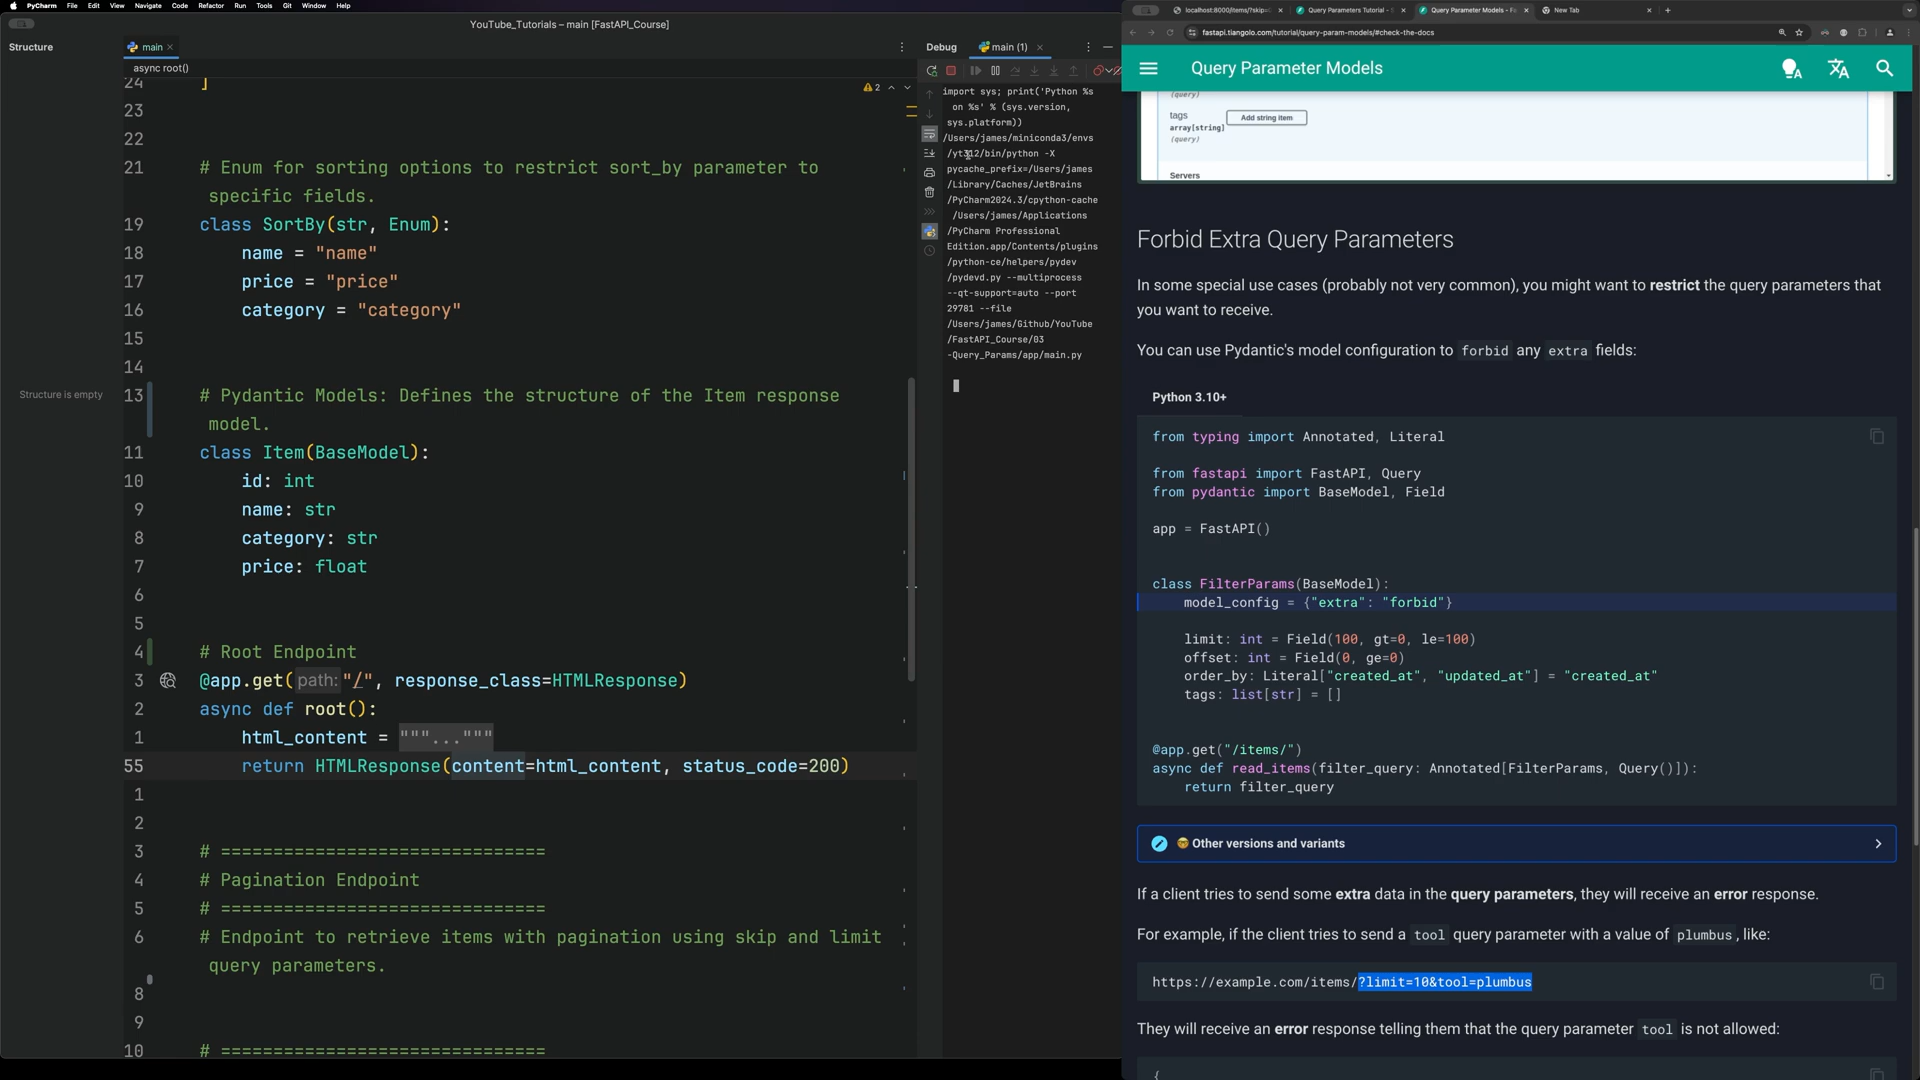 PyCharm File Edit View Navigate Code Refactor Run Tools Git Window Help
YouTube_Tutorials – main [FastAPI_Course]
Structure
Structure is empty
main
async root()
2
24 ]
23
22
21 # Enum for sorting options to restrict sort_by parameter to
specific fields.
19 class SortBy(str, Enum):
18 name = "name"
17 price = "price"
16 category = "category"
15
14
13 # Pydantic Models: Defines the structure of the Item response
model.
11 class Item(BaseModel):
10 id: int
9 name: str
8 category: str
7 price: float
6
5
4 # Root Endpoint
3 @app.get(path: "/", response_class=HTMLResponse)
2 async def root():
1 html_content = """..."""
55 return HTMLResponse(content=html_content, status_code=200)
1
2
3 # ===============================
4 # Pagination Endpoint
5 # ===============================
6 # Endpoint to retrieve items with pagination using skip and limit
query parameters.
8
9
10 # ===============================
Debug main (1)
import sys; print('Python %s
on %s' % (sys.version,
sys.platform))
/Users/james/miniconda3/envs
/yt312/bin/python -X
pycache_prefix=/Users/james
/Library/Caches/JetBrains
/PyCharm2024.3/cpython-cache
/Users/james/Applications
/PyCharm Professional
Edition.app/Contents/plugins
/python-ce/helpers/pydev
/pydevd.py --multiprocess
--qt-support=auto --port
29781 --file
/Users/james/Github/YouTube
/FastAPI_Course/03
-Query_Params/app/main.py
localhost:8000/items/?skip=
Query Parameters Tutorial -
Query Parameter Models - Fa
New Tab
fastapi.tiangolo.com/tutorial/query-param-models/#check-the-docs
Query Parameter Models
(query)
tags
array[string]
(query)
Add string item
Servers
Forbid Extra Query Parameters
In some special use cases (probably not very common), you might want to restrict the query parameters that
you want to receive.
You can use Pydantic's model configuration to forbid any extra fields:
Python 3.10+
from typing import Annotated, Literal
from fastapi import FastAPI, Query
from pydantic import BaseModel, Field
app = FastAPI()
class FilterParams(BaseModel):
model_config = {"extra": "forbid"}
limit: int = Field(100, gt=0, le=100)
offset: int = Field(0, ge=0)
order_by: Literal["created_at", "updated_at"] = "created_at"
tags: list[str] = []
@app.get("/items/")
async def read_items(filter_query: Annotated[FilterParams, Query()]):
return filter_query
🤓 Other versions and variants
If a client tries to send some extra data in the query parameters, they will receive an error response.
For example, if the client tries to send a tool query parameter with a value of plumbus, like:
https://example.com/items/?limit=10&tool=plumbus
They will receive an error response telling them that the query parameter tool is not allowed:
{